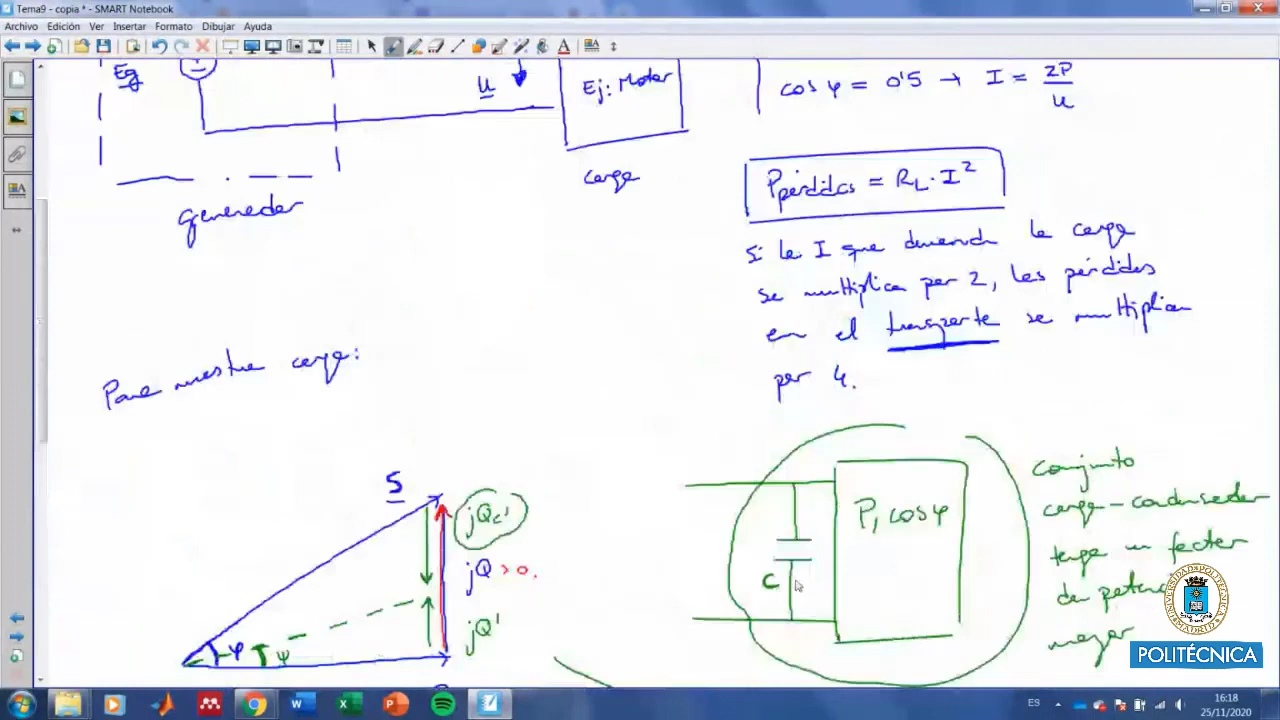 Tema9 - copia * - SMART Notebook
Archivo Edición Ver Insertar Formato Dibujar Ayuda
Eg
u
Ej: Motor
carga
generador
cos φ = 0'5 → I = 2P/u
Ppérdidas = RL · I²
Si la I que demanda la carga
se multiplica por 2, las pérdidas
en el transporte se multiplican
por 4.
Para nuestra carga:
S
jQc'
jQ > 0.
jQ'
φ
φ'
C
P, cos φ
Conjunto
carga-condensador
tenga un factor
de potencia
mayor
POLITÉCNICA
ES
16:18
25/11/2020